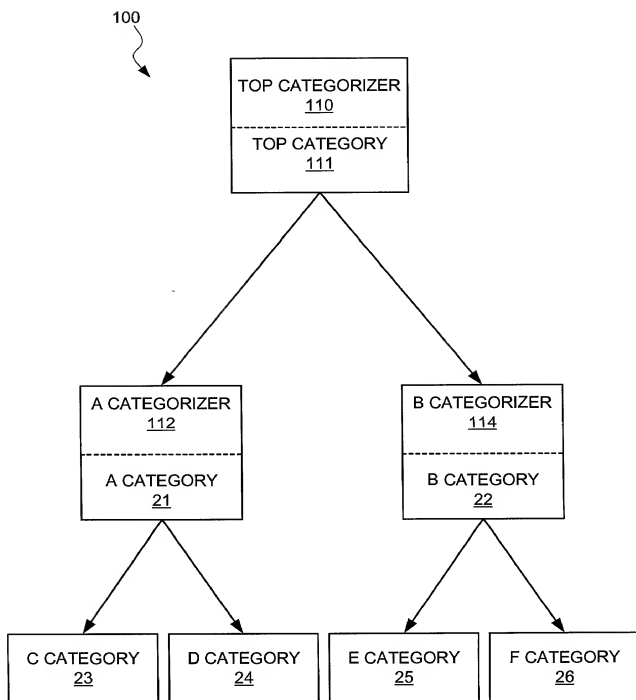 100
TOP CATEGORIZER
110
TOP CATEGORY
111
A CATEGORIZER
112
A CATEGORY
21
B CATEGORIZER
114
B CATEGORY
22
C CATEGORY
23
D CATEGORY
24
E CATEGORY
25
F CATEGORY
26